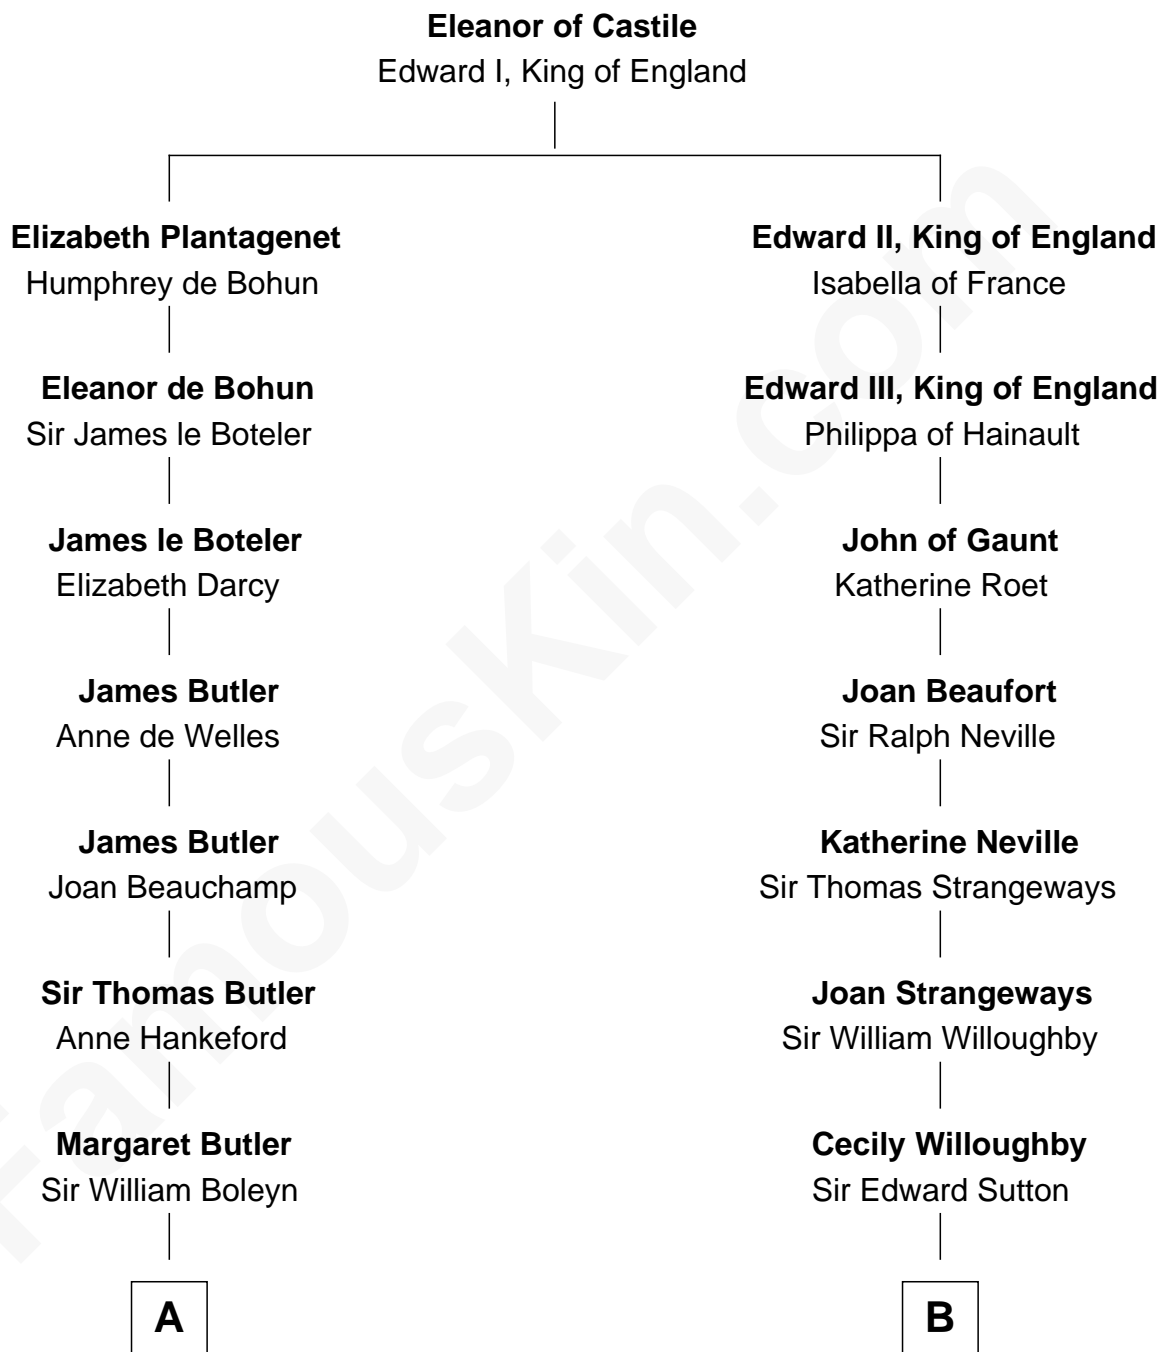 Eleanor of Castile
Edward I, King of England
Elizabeth Plantagenet
Humphrey de Bohun
Edward II, King of England
Isabella of France
Eleanor de Bohun
Sir James le Boteler
Edward III, King of England
Philippa of Hainault
James le Boteler
Elizabeth Darcy
John of Gaunt
Katherine Roet
James Butler
Anne de Welles
Joan Beaufort
Sir Ralph Neville
James Butler
Joan Beauchamp
Katherine Neville
Sir Thomas Strangeways
Sir Thomas Butler
Anne Hankeford
Joan Strangeways
Sir William Willoughby
Margaret Butler
Sir William Boleyn
Cecily Willoughby
Sir Edward Sutton
A
B
FamousKin.com